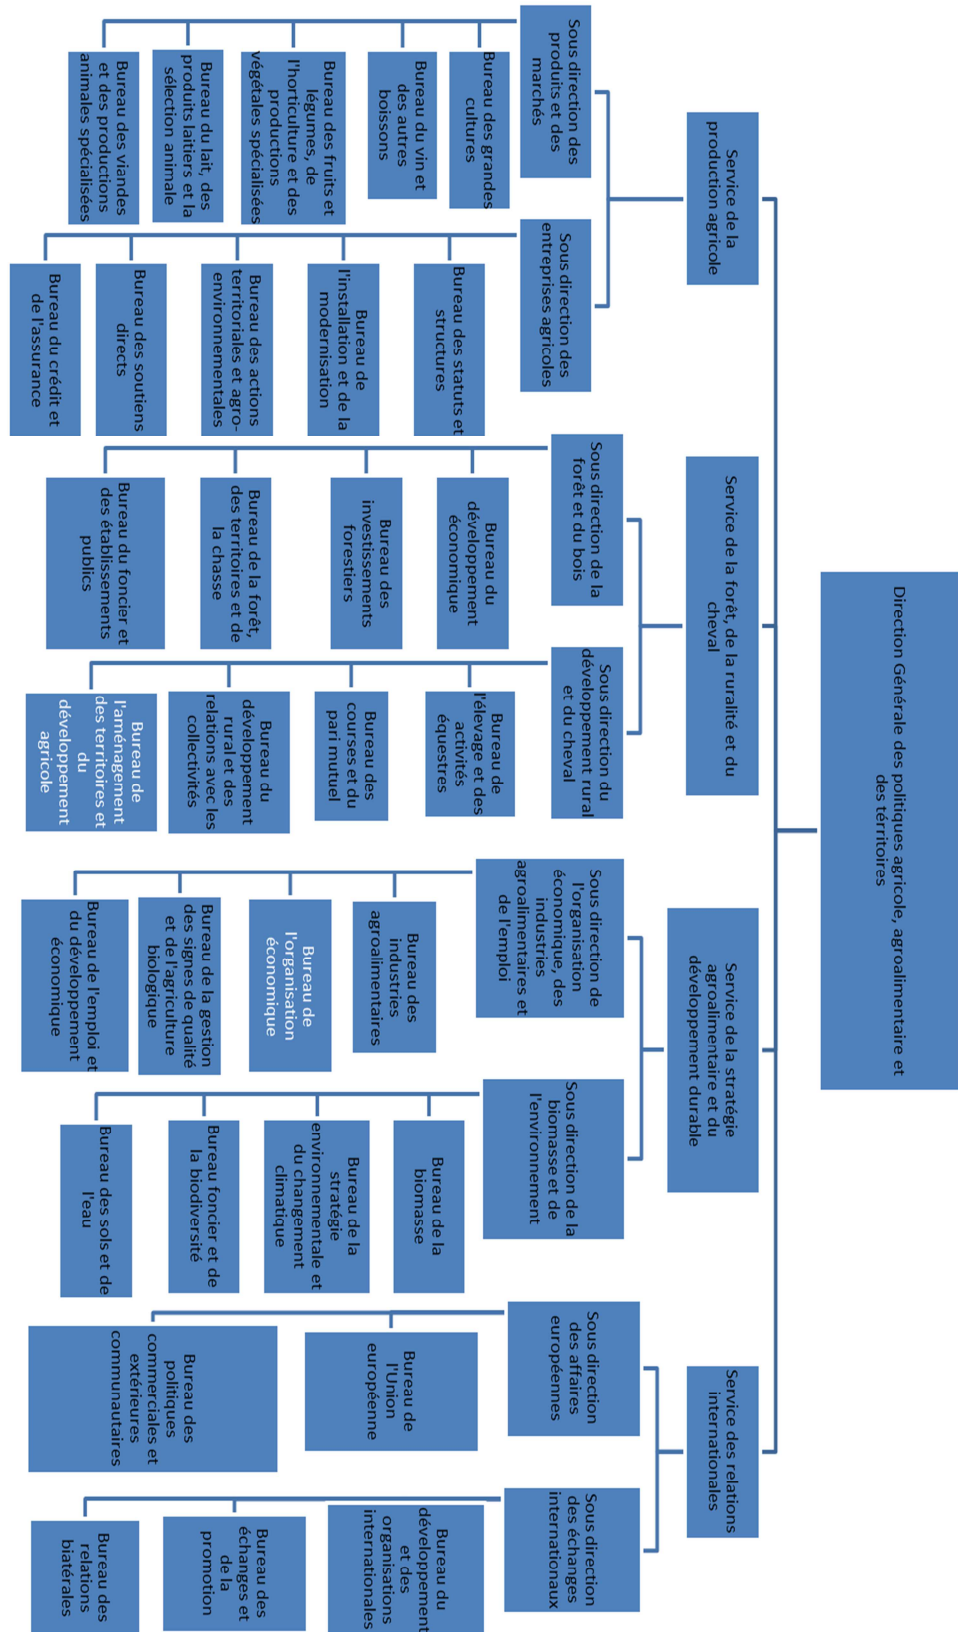 Direction Générale des politiques agricole, agroalimentaire et
des térritoires
Service de la
production agricole
Sous direction des
produits et des
marchés
Bureau des grandes
cultures
Bureau du vin et
des autres
boissons
Bureau des fruits et
légumes, de
l'horticulture et des
productions
végétales spécialisées
Bureau du lait, des
produits laitiers et la
sélection animale
Bureau des viandes
et des productions
animales spécialisées
Sous direction des
entreprises agricoles
Bureau des statuts et
structures
Bureau de
l'installation et de la
modernisation
Bureau des actions
territoriales et agro-
environnementales
Bureau des soutiens
directs
Bureau du crédit et
de l'assurance
Service de la forêt, de la ruralité et du
cheval
Sous direction de la
forêt et du bois
Bureau du
développement
économique
Bureau des
investissements
forestiers
Bureau de la forêt,
des territoires et de
la chasse
Bureau du foncier et
des établissements
publics
Sous direction du
développement rural
et du cheval
Bureau de
l'élevage et des
activités
équestres
Bureau des
courses et du
pari mutuel
Bureau du
développement
rural et des
relations avec les
collectivités
Bureau de
l'aménagement
des territoires et
du
développement
agricole
Service de la stratégie
agroalimentaire et du
développement durable
Sous direction de
l'organisation
économique, des
industries
agroalimentaires et
de l'emploi
Bureau des
industries
agroalimentaires
Bureau de
l'organisation
économique
Bureau de la gestion
des signes de qualité
et de l'agriculture
biologique
Bureau de l'emploi et
du développement
économique
Sous direction de la
biomasse et de
l'environnement
Bureau de la
biomasse
Bureau de la
stratégie
environnementale et
du changement
climatique
Bureau foncier et de
la biodiversité
Bureau des sols et de
l'eau
Service des relations
internationales
Sous direction
des affaires
européennes
Bureau de
l'Union
européenne
Bureau des
politiques
commerciales et
extérieures
communautaires
Sous direction
des échanges
internationaux
Bureau du
développement
et des
organisations
internationales
Bureau des
échanges et
de la
promotion
Bureau des
relations
biatérales